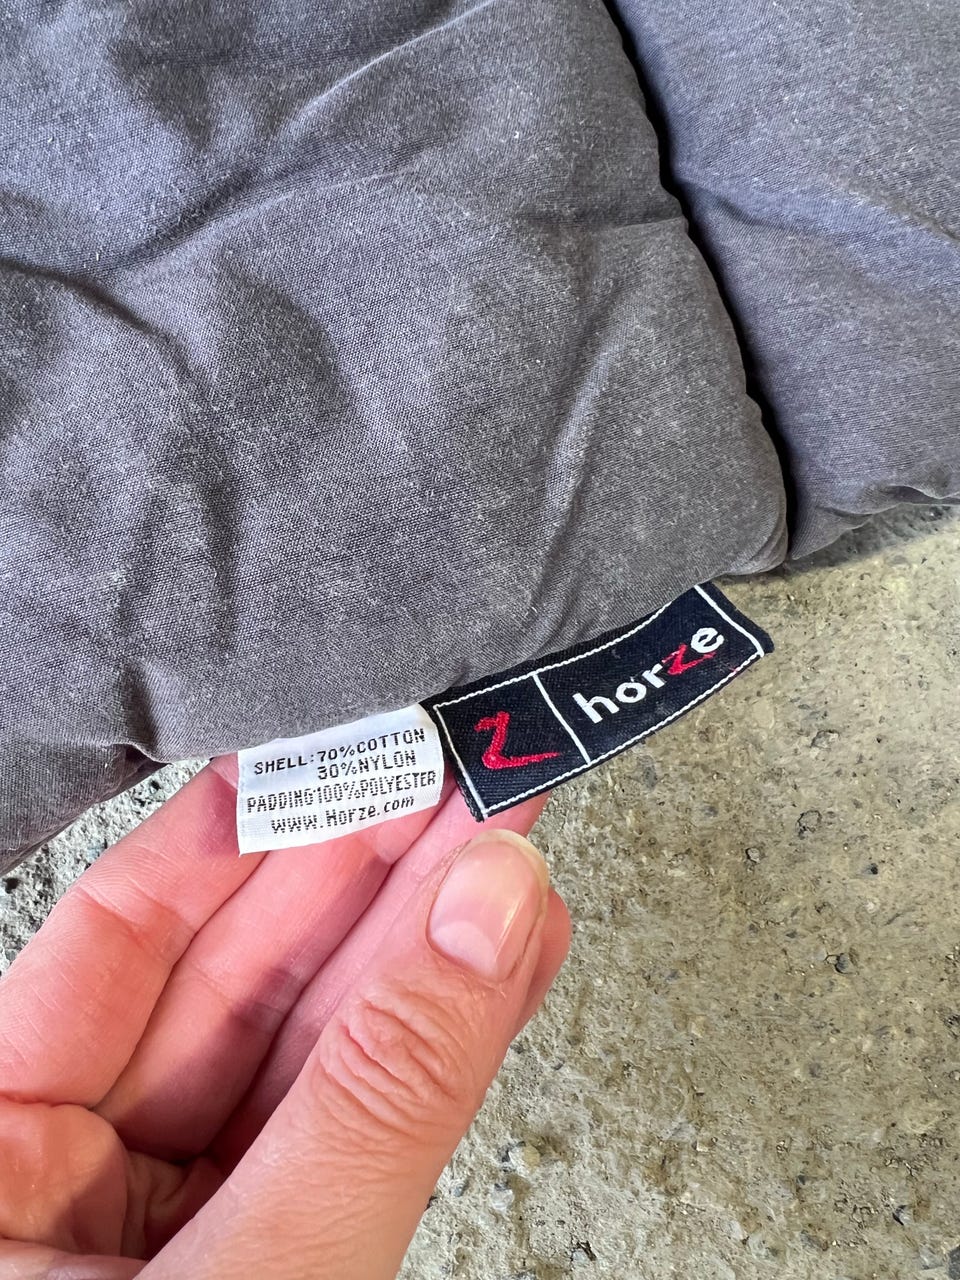 SHELL:70%COTTON
30%NYLON
PADDING100%POLYESTER
www.Horze.com
horze